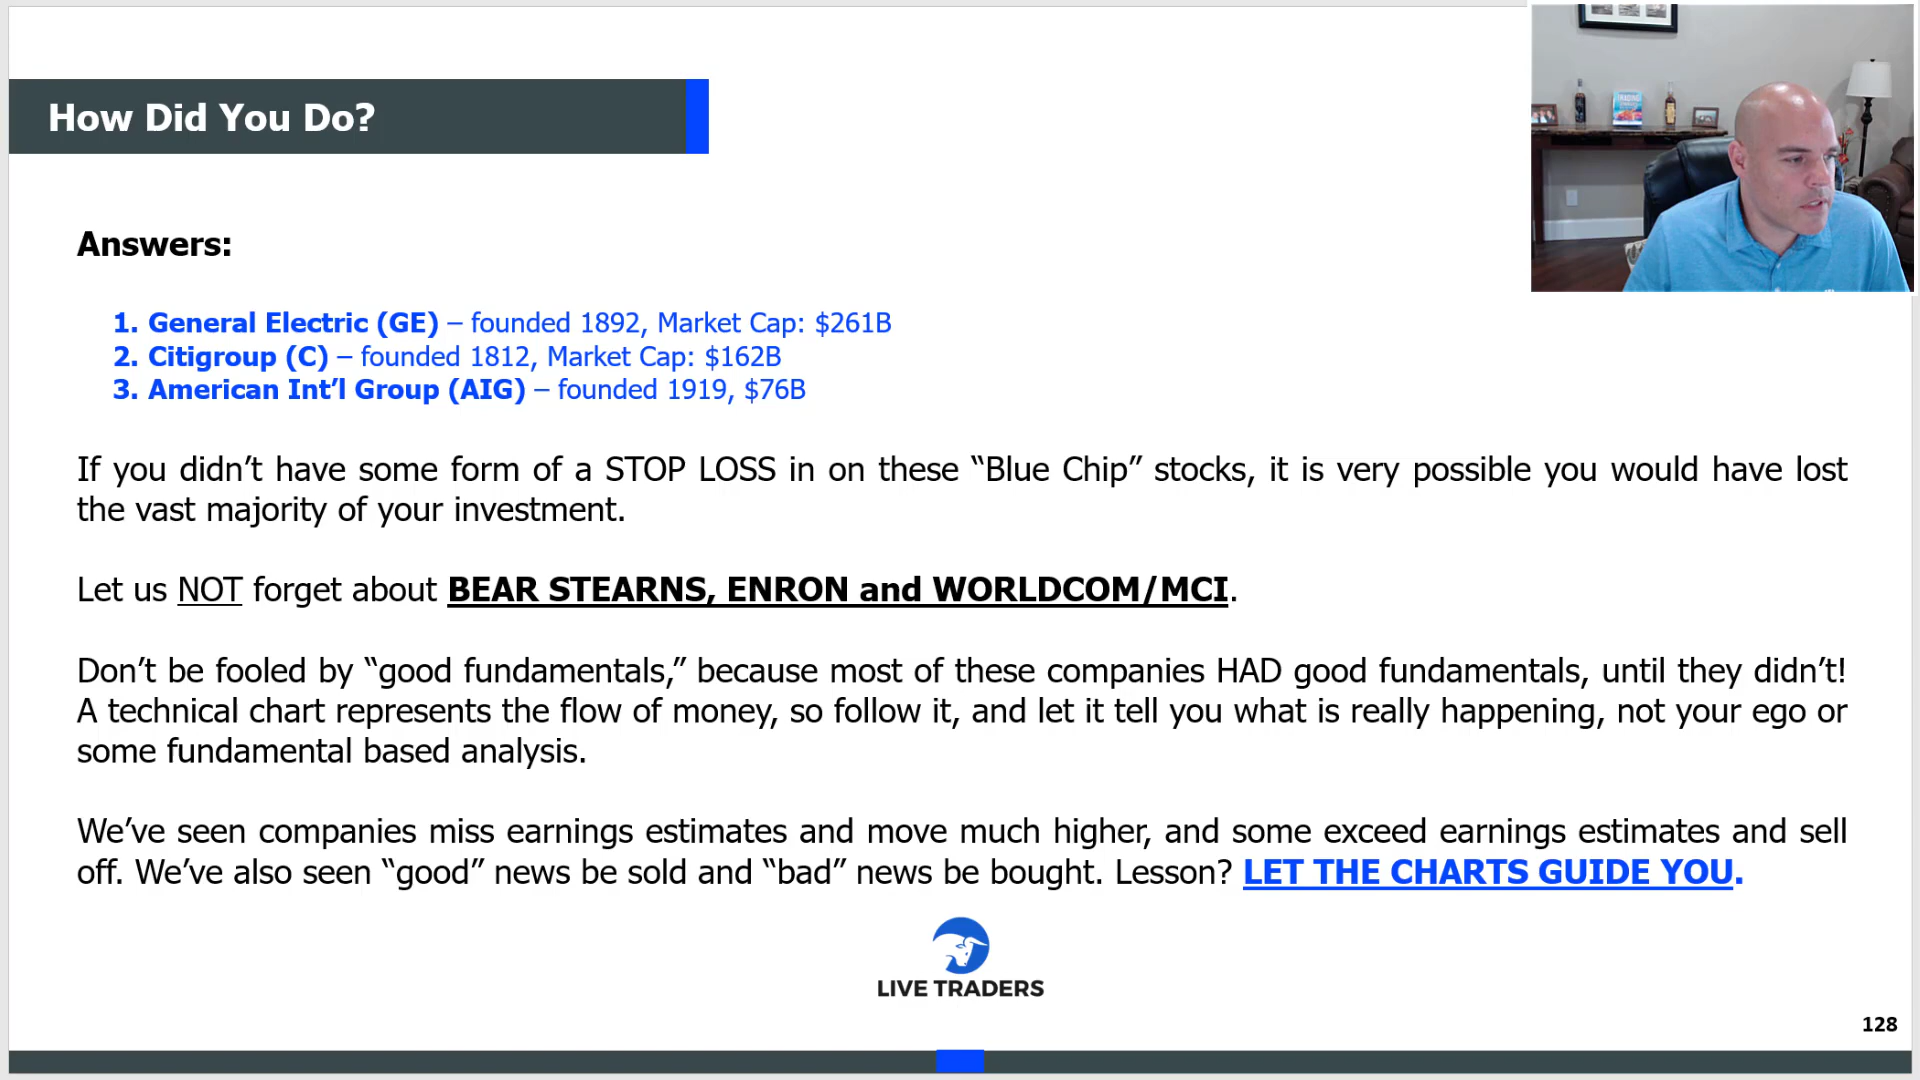 How Did You Do?
Answers:
1. General Electric (GE) – founded 1892, Market Cap: $261B
2. Citigroup (C) – founded 1812, Market Cap: $162B
3. American Int’l Group (AIG) – founded 1919, $76B
If you didn’t have some form of a STOP LOSS in on these “Blue Chip” stocks, it is very possible you would have lost
the vast majority of your investment.
Let us NOT forget about BEAR STEARNS, ENRON and WORLDCOM/MCI.
Don’t be fooled by “good fundamentals,” because most of these companies HAD good fundamentals, until they didn’t!
A technical chart represents the flow of money, so follow it, and let it tell you what is really happening, not your ego or
some fundamental based analysis.
We’ve seen companies miss earnings estimates and move much higher, and some exceed earnings estimates and sell
off. We’ve also seen “good” news be sold and “bad” news be bought. Lesson? LET THE CHARTS GUIDE YOU.
LIVE TRADERS
128